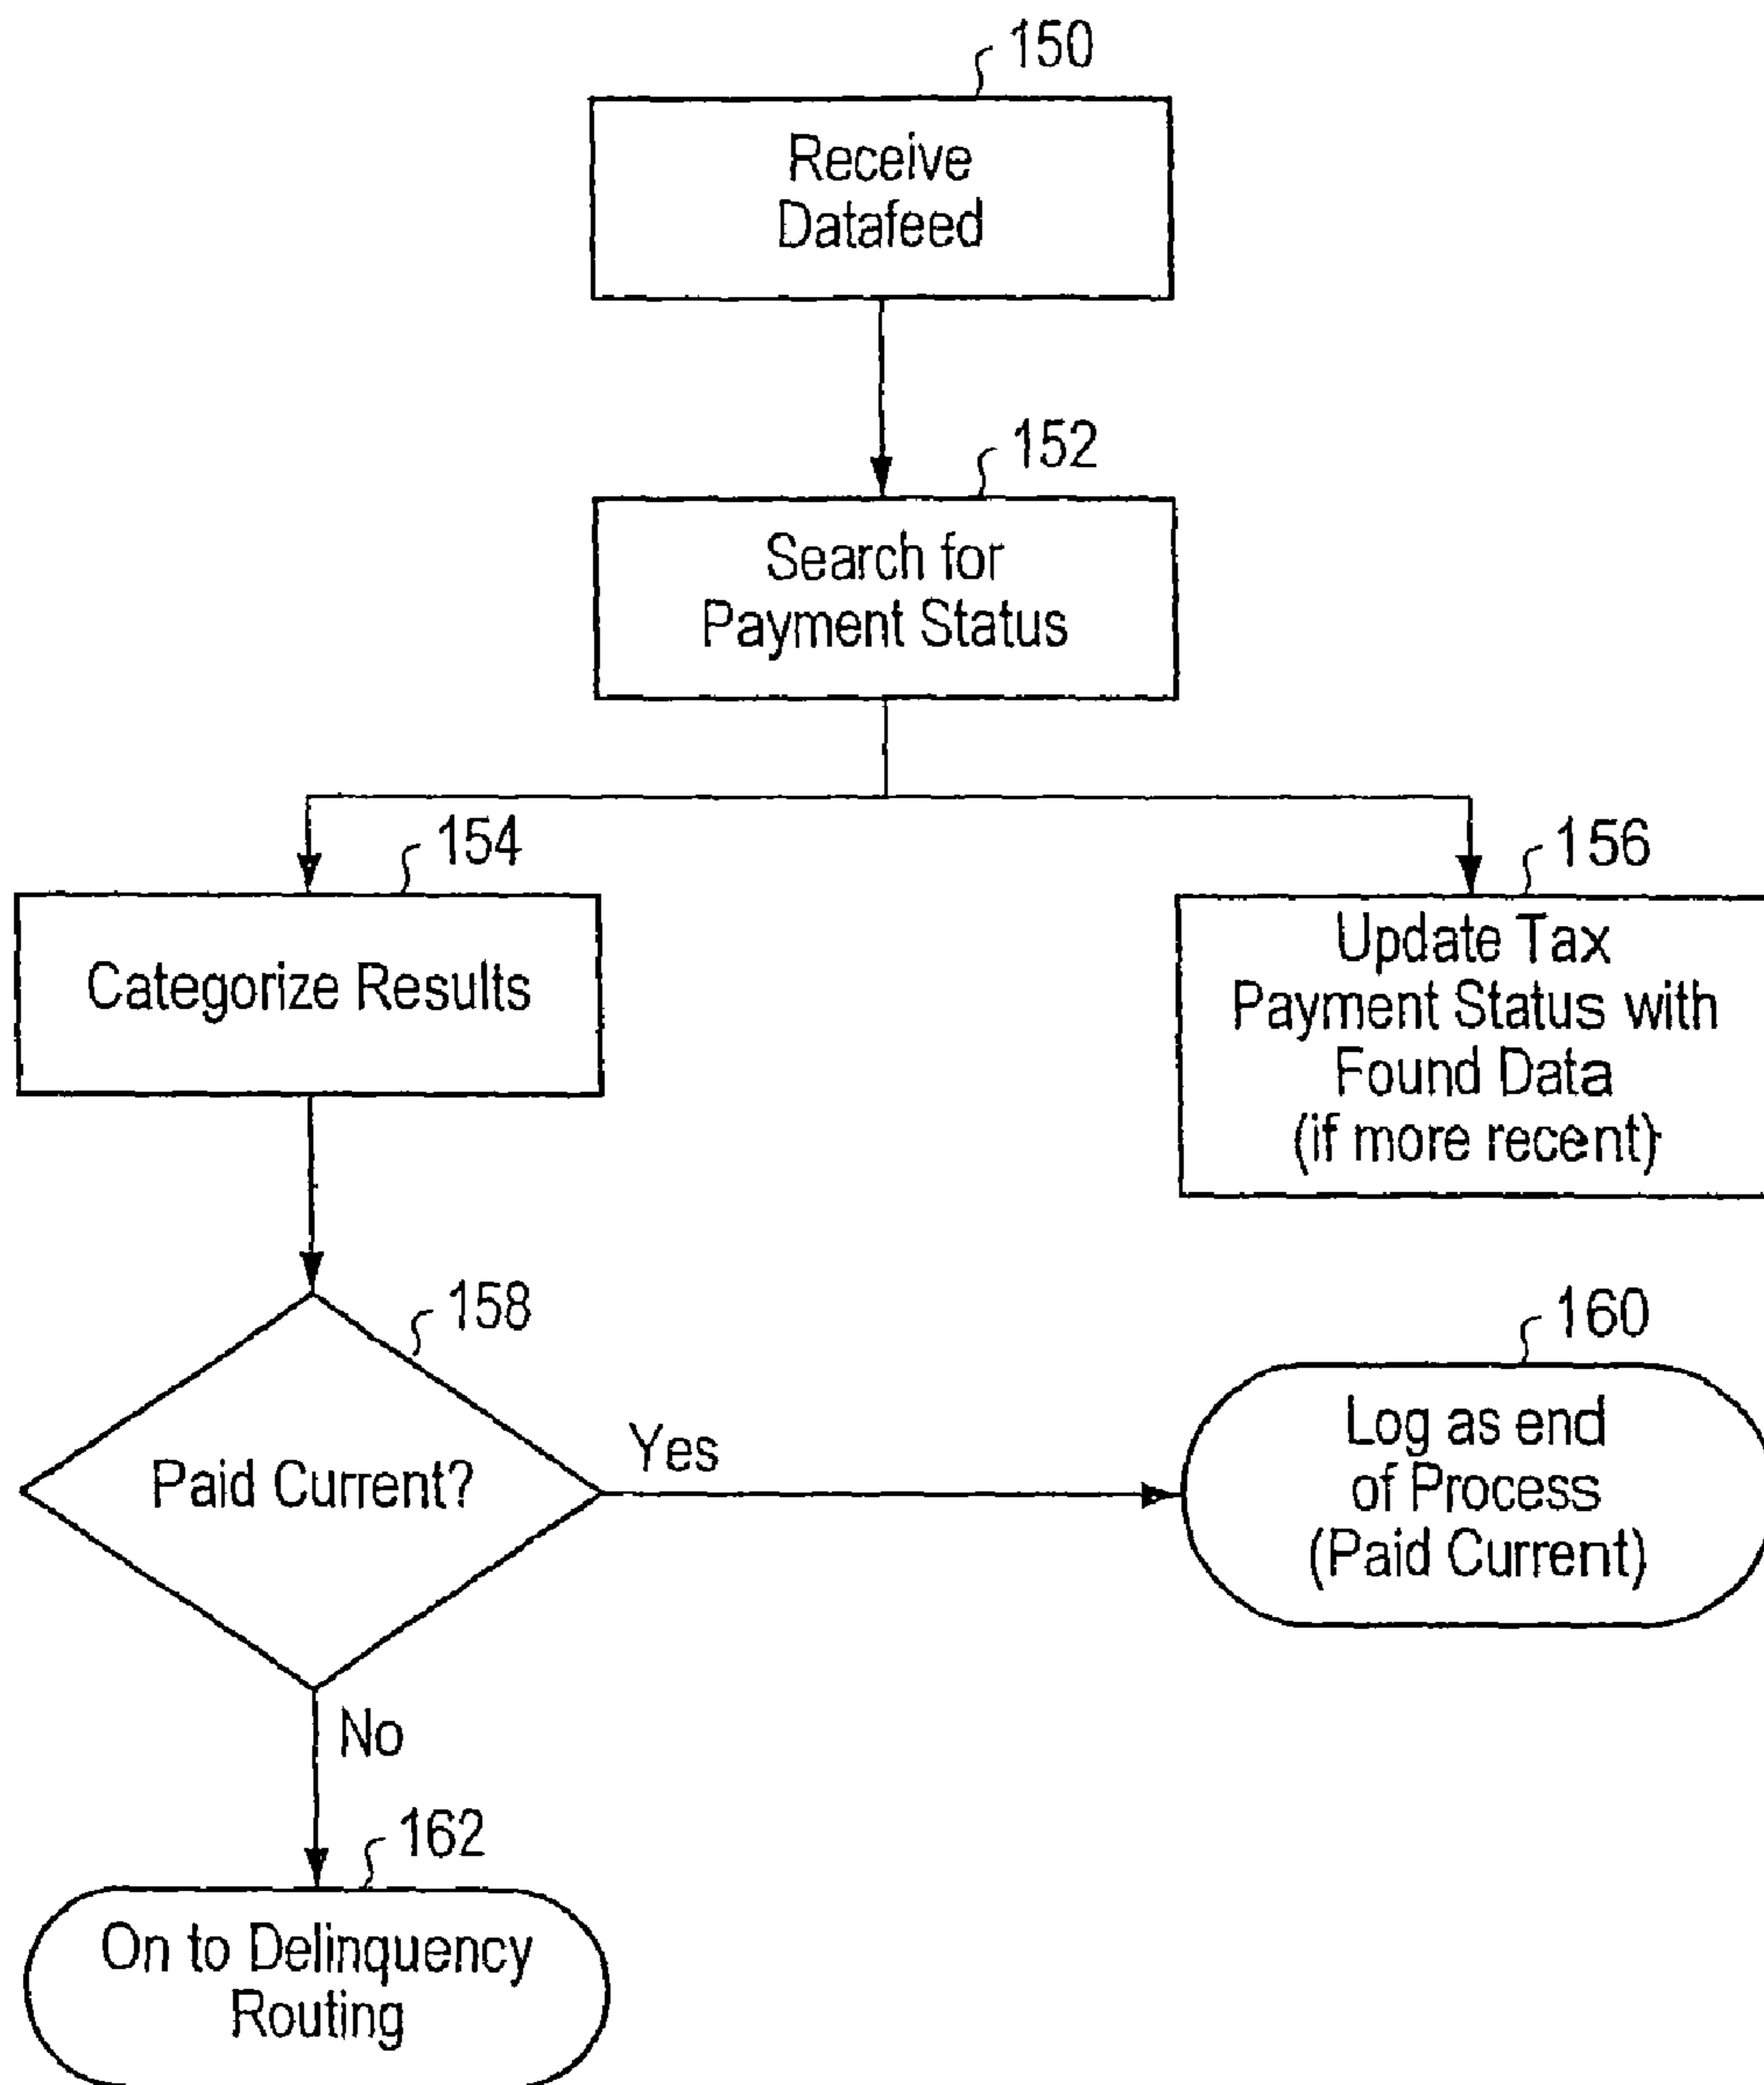 150
Receive
Datafeed
152
Search for
Payment Status
154
Categorize Results
156
Update Tax
Payment Status with
Found Data
(if more recent)
158
Paid Current?
Yes
160
Log as end
of Process
(Paid Current)
No
162
On to Delinquency
Routing